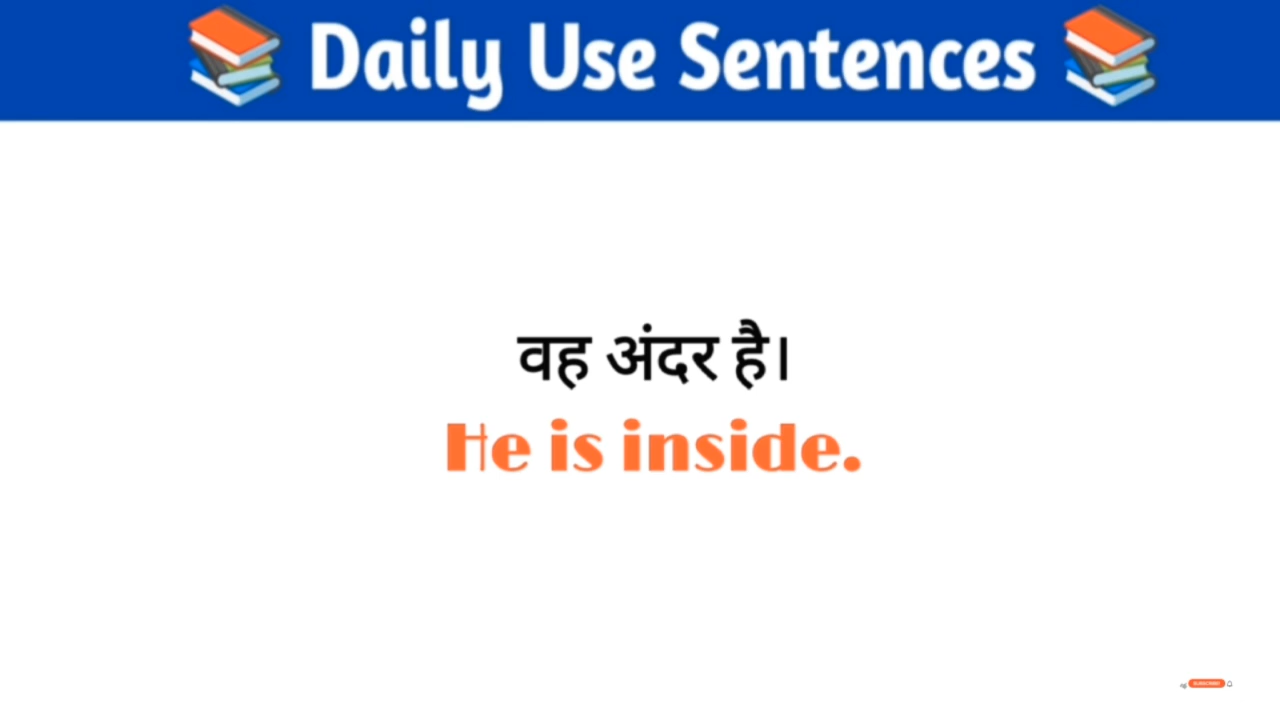 Daily Use Sentences
वह अंदर है।
He is inside.